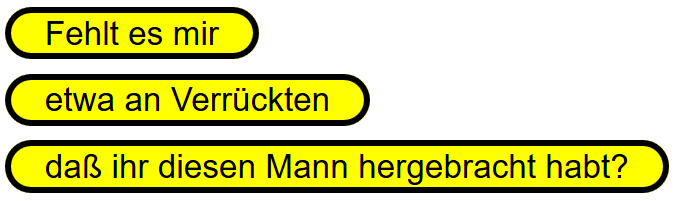 Fehlt es mir
etwa an Verrückten
daß ihr diesen Mann hergebracht habt?